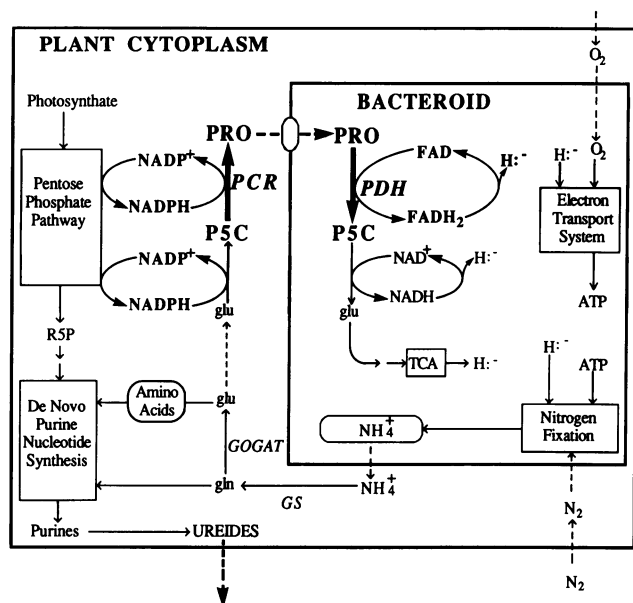 PLANT CYTOPLASM
O2
BACTEROID
Photosynthate
PRO
PRO
NADP+
PCR
NADPH
Pentose
Phosphate
Pathway
P5C
NADP+
NADPH
glu
FAD
H:-
PDH
FADH2
P5C
NAD+
H:-
NADH
glu
TCA
H:-
H:-
O2
Electron
Transport
System
ATP
H:-
ATP
Nitrogen
Fixation
NH4+
R5P
De Novo
Purine
Nucleotide
Synthesis
Amino
Acids
glu
GOGAT
gln
GS
NH4+
N2
Purines
UREIDES
N2